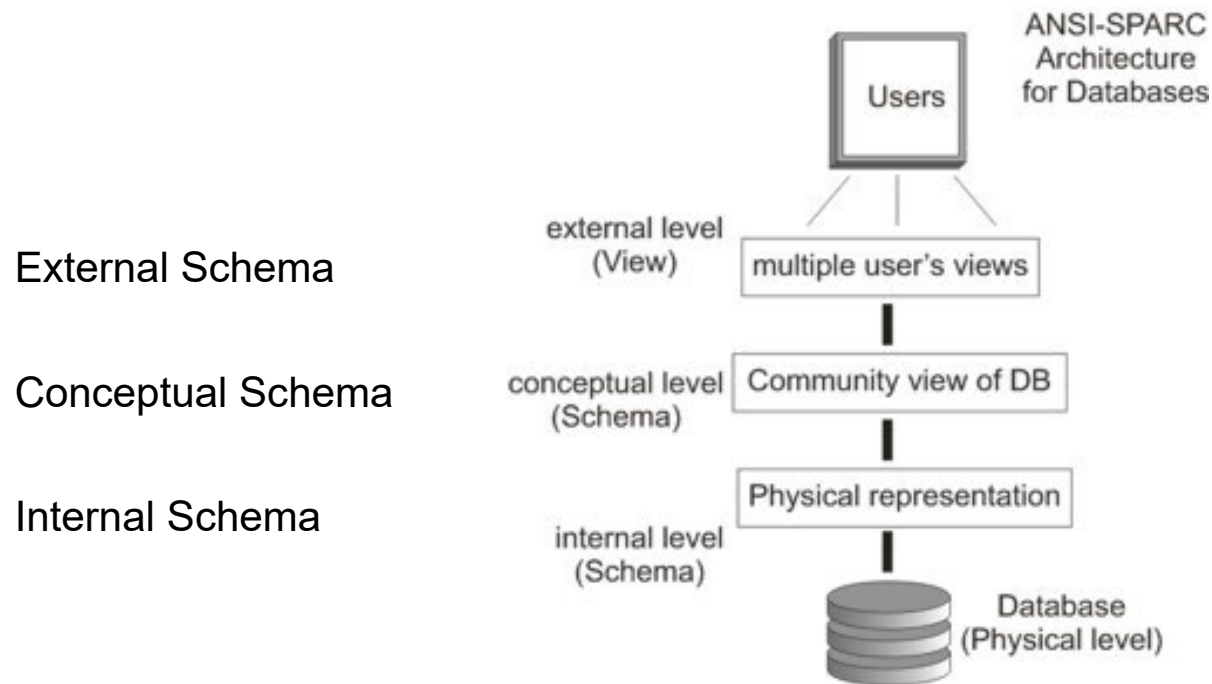 ANSI-SPARC
Architecture
for Databases
Users
external level
(View)
multiple user's views
External Schema
conceptual level
(Schema)
Community view of DB
Conceptual Schema
Physical representation
Internal Schema
internal level
(Schema)
Database
(Physical level)